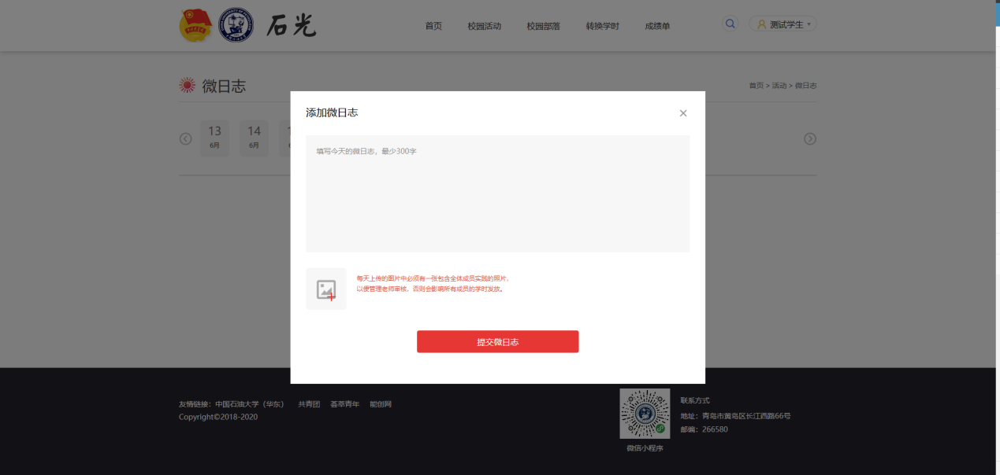 石光
首页 校园活动 校园部落 转换学时 成绩单
测试学生
微日志
首页 > 活动 > 微日志
13
6月
14
6月
添加微日志
填写今天的微日志，最少300字
每天上传的图片中必须有一张包含全体成员实践的照片，
以便管理老师审核，否则会影响所有成员的学时发放。
提交微日志
友情链接：中国石油大学（华东） 共青团 荟萃青年 能创网
Copyright©2018-2020
联系方式
地址：青岛市黄岛区长江西路66号
邮编：266580
微信小程序